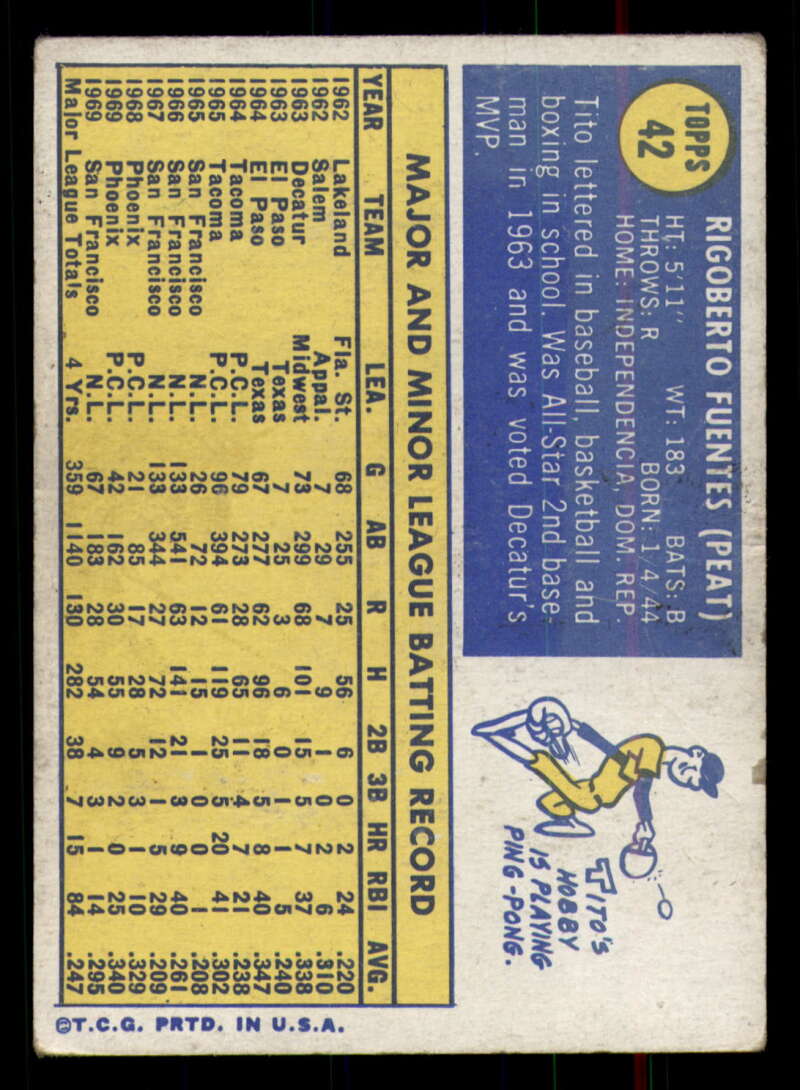 TOPPS
42
RIGOBERTO FUENTES (PEAT)
HT: 5'11" WT: 183 BATS: B
THROWS: R BORN: 1/4/44
HOME: INDEPENDENCIA, DOM. REP.
Tito lettered in baseball, basketball and
boxing in school. Was All-Star 2nd base-
man in 1963 and was voted Decatur's
MVP.
TITO'S
HOBBY
IS PLAYING
PING-PONG.
MAJOR AND MINOR LEAGUE BATTING RECORD
YEAR TEAM LEA. G AB R H 2B 3B HR RBI AVG.
1962 Lakeland Fla. St. 68 255 25 56 6 0 2 24 .220
1962 Salem Appal. 7 29 7 9 1 0 2 6 .310
1963 Decatur Midwest 73 299 68 101 15 5 7 37 .338
1963 El Paso Texas 7 25 3 6 0 1 1 5 .240
1964 El Paso Texas 67 277 62 96 18 5 8 40 .347
1964 Tacoma P.C.L. 79 273 28 65 11 4 7 21 .238
1965 Tacoma P.C.L. 96 394 61 119 25 5 20 41 .302
1965 San Francisco N.L. 26 72 12 15 1 0 0 1 .208
1966 San Francisco N.L. 133 541 63 141 21 3 9 40 .261
1967 San Francisco N.L. 133 344 27 72 12 1 5 29 .209
1968 Phoenix P.C.L. 21 85 17 28 5 3 1 10 .329
1969 Phoenix P.C.L. 42 162 30 55 9 2 0 25 .340
1969 San Francisco N.L. 67 183 28 54 4 3 1 14 .295
Major League Totals 4 Yrs. 359 1140 130 282 38 7 15 84 .247
©T.C.G. PRTD. IN U.S.A.